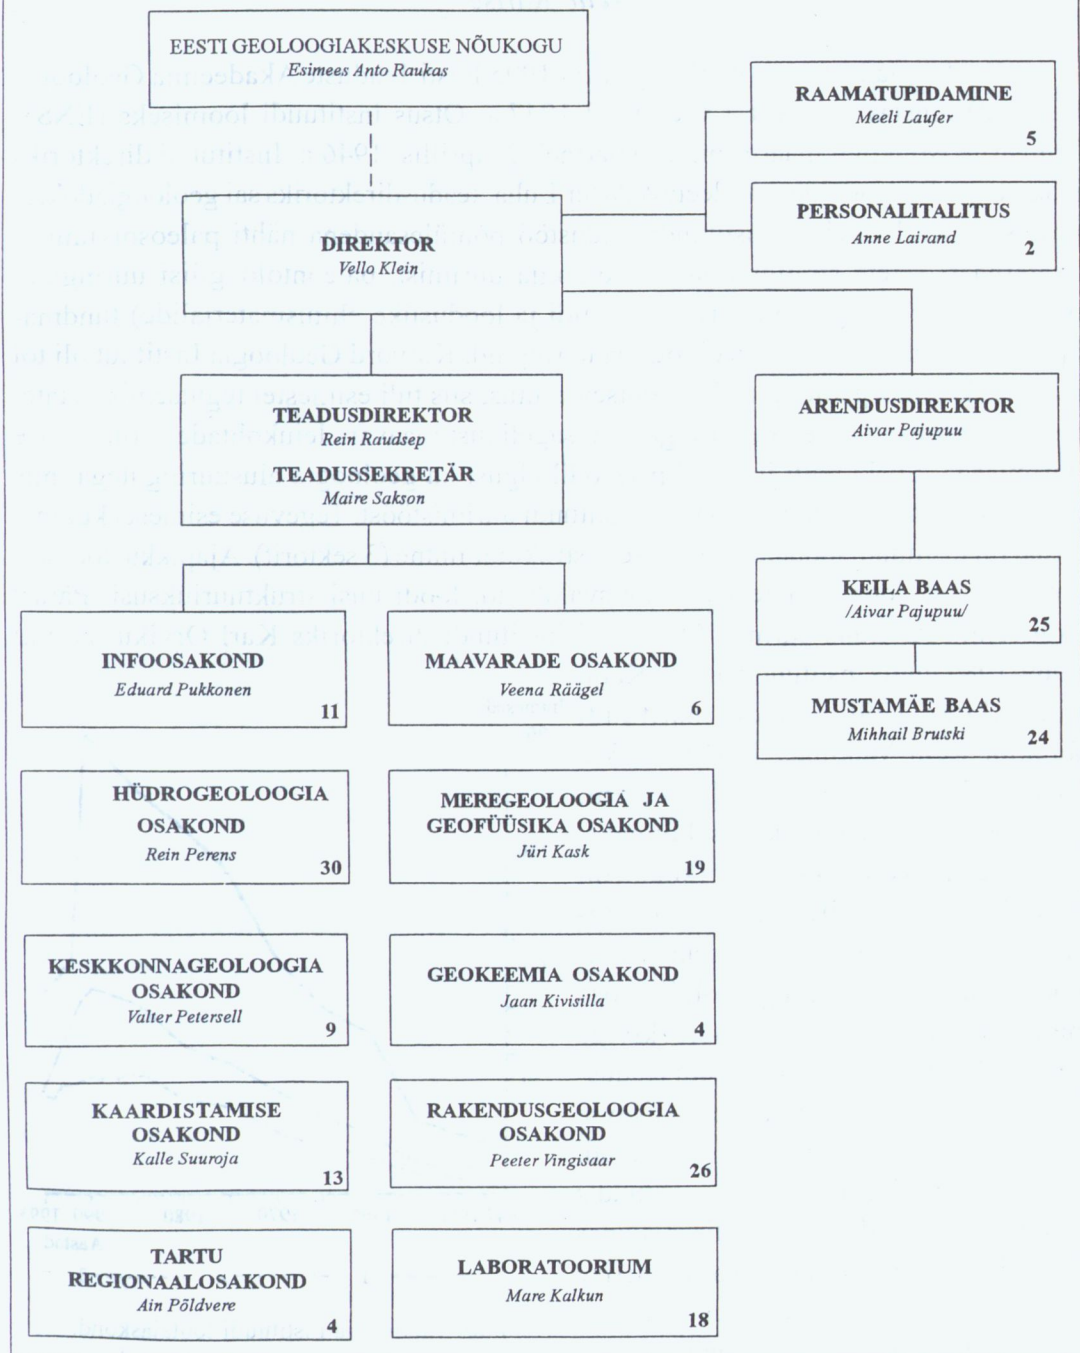 EESTI GEOLOOGIAKESKUSE NÕUKOGU
Esimees Anto Raukas
RAAMATUPIDAMINE
Meeli Laufer
5
PERSONALITALITUS
Anne Lairand
2
DIREKTOR
Vello Klein
TEADUSDIREKTOR
Rein Raudsep
TEADUSSEKRETÄR
Maire Sakson
ARENDUSDIREKTOR
Aivar Pajupuu
KEILA BAAS
/Aivar Pajupuu/
25
MUSTAMÄE BAAS
Mihhail Brutski
24
INFOOSAKOND
Eduard Pukkonen
11
MAAVARADE OSAKOND
Veena Räägel
6
HÜDROGEOLOOGIA
OSAKOND
Rein Perens
30
MEREGEOLOOGIA JA
GEOFÜÜSIKA OSAKOND
Jüri Kask
19
KESKKONNAGEOLOOGIA
OSAKOND
Valter Petersell
9
GEOKEEMIA OSAKOND
Jaan Kivisilla
4
KAARDISTAMISE
OSAKOND
Kalle Suuroja
13
RAKENDUSGEOLOOGIA
OSAKOND
Peeter Vingisaar
26
TARTU
REGIONAALOSAKOND
Ain Põldvere
4
LABORATOORIUM
Mare Kalkun
18